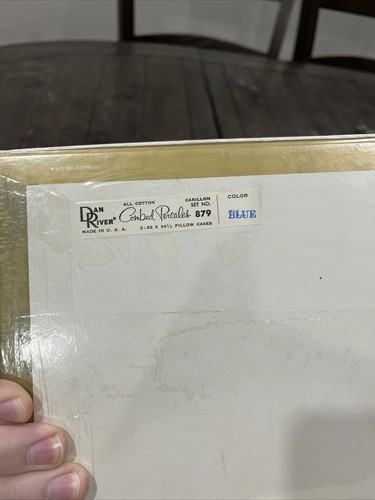 DAN RIVER®
MADE IN U. S. A.
ALL COTTON
Combed Percales
CARILLON
SET NO.
879
2-42 X 38½ PILLOW CASES
COLOR
BLUE